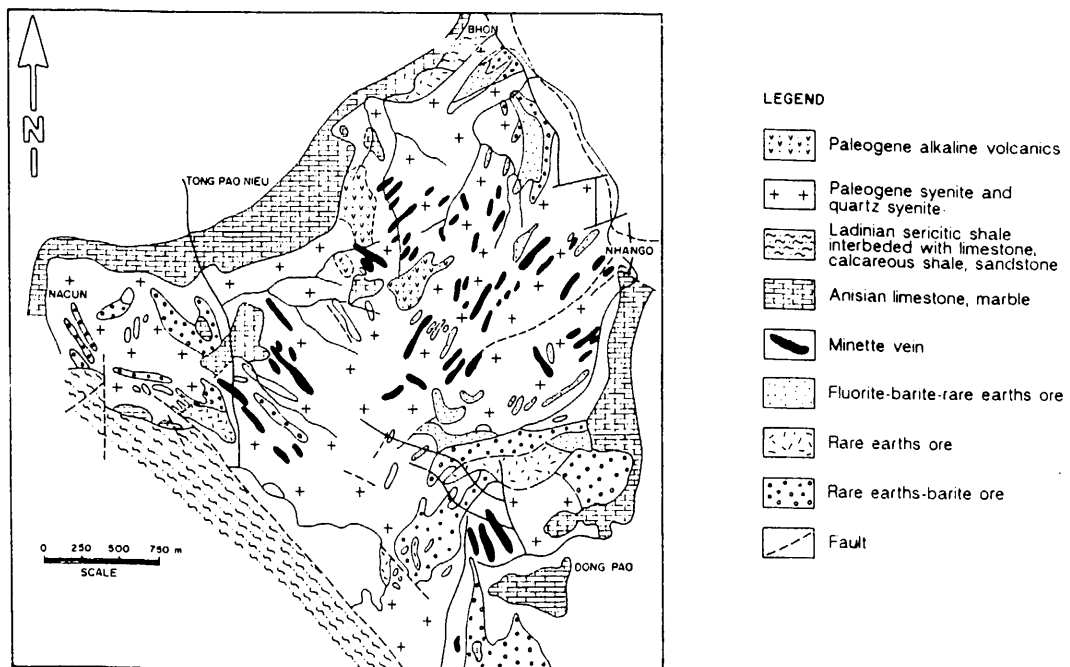 N
BHON
TONG PAO NIEU
NHANGO
NACUN
DONG PAO
0 250 500 750 m
SCALE
LEGEND
Paleogene alkaline volcanics
Paleogene syenite and
quartz syenite
Ladinian sericitic shale
interbeded with limestone,
calcareous shale, sandstone
Anisian limestone, marble
Minette vein
Fluorite-barite-rare earths ore
Rare earths ore
Rare earths-barite ore
Fault